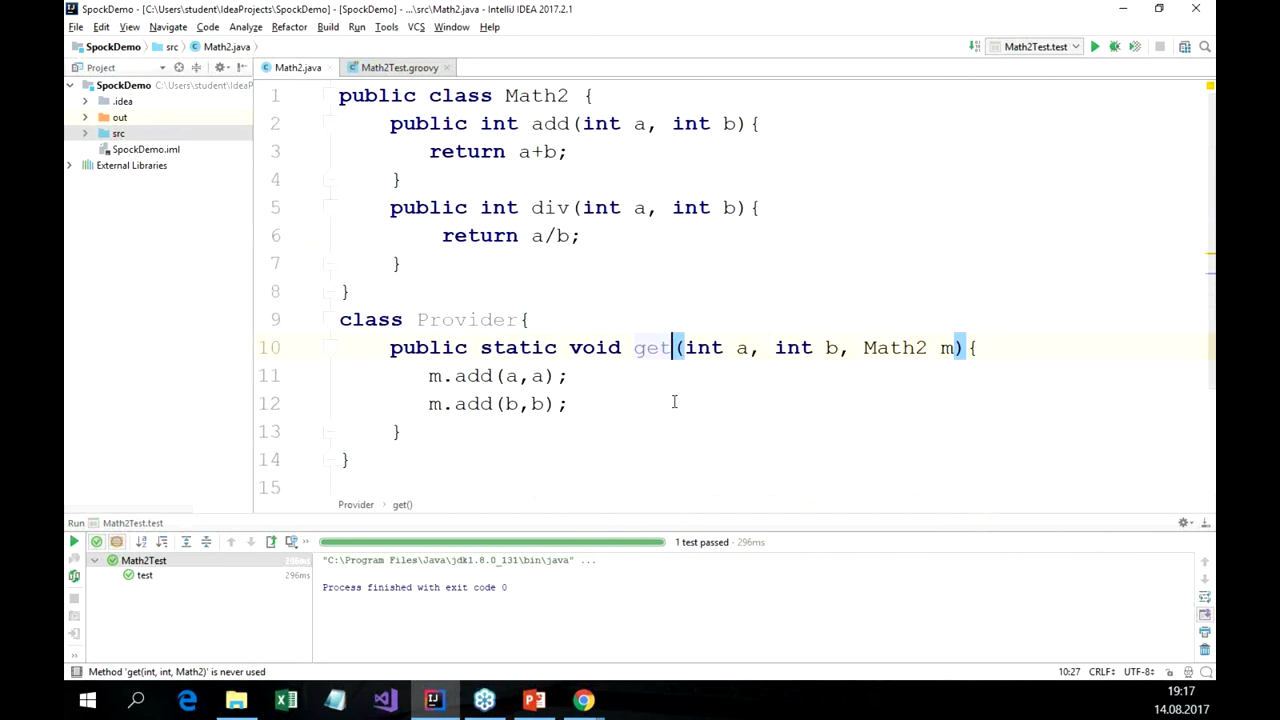 SpockDemo - [C:\Users\student\IdeaProjects\SpockDemo] - [SpockDemo] - ...\src\Math2.java - IntelliJ IDEA 2017.2.1
File Edit View Navigate Code Analyze Refactor Build Run Tools VCS Window Help
SpockDemo src Math2.java
Math2Test.test
Project
Math2.java
Math2Test.groovy
SpockDemo C:\Users\student\IdeaP
.idea
out
src
SpockDemo.iml
External Libraries
1 public class Math2 {
2 public int add(int a, int b){
3 return a+b;
4 }
5 public int div(int a, int b){
6 return a/b;
7 }
8 }
9 class Provider{
10 public static void get(int a, int b, Math2 m){
11 m.add(a,a);
12 m.add(b,b);
13 }
14 }
15
Provider > get()
Run Math2Test.test
1 test passed - 296ms
Math2Test 296ms
test 296ms
"C:\Program Files\Java\jdk1.8.0_131\bin\java" ...
Process finished with exit code 0
Method 'get(int, int, Math2)' is never used
10:27 CRLF UTF-8
19:17
14.08.2017